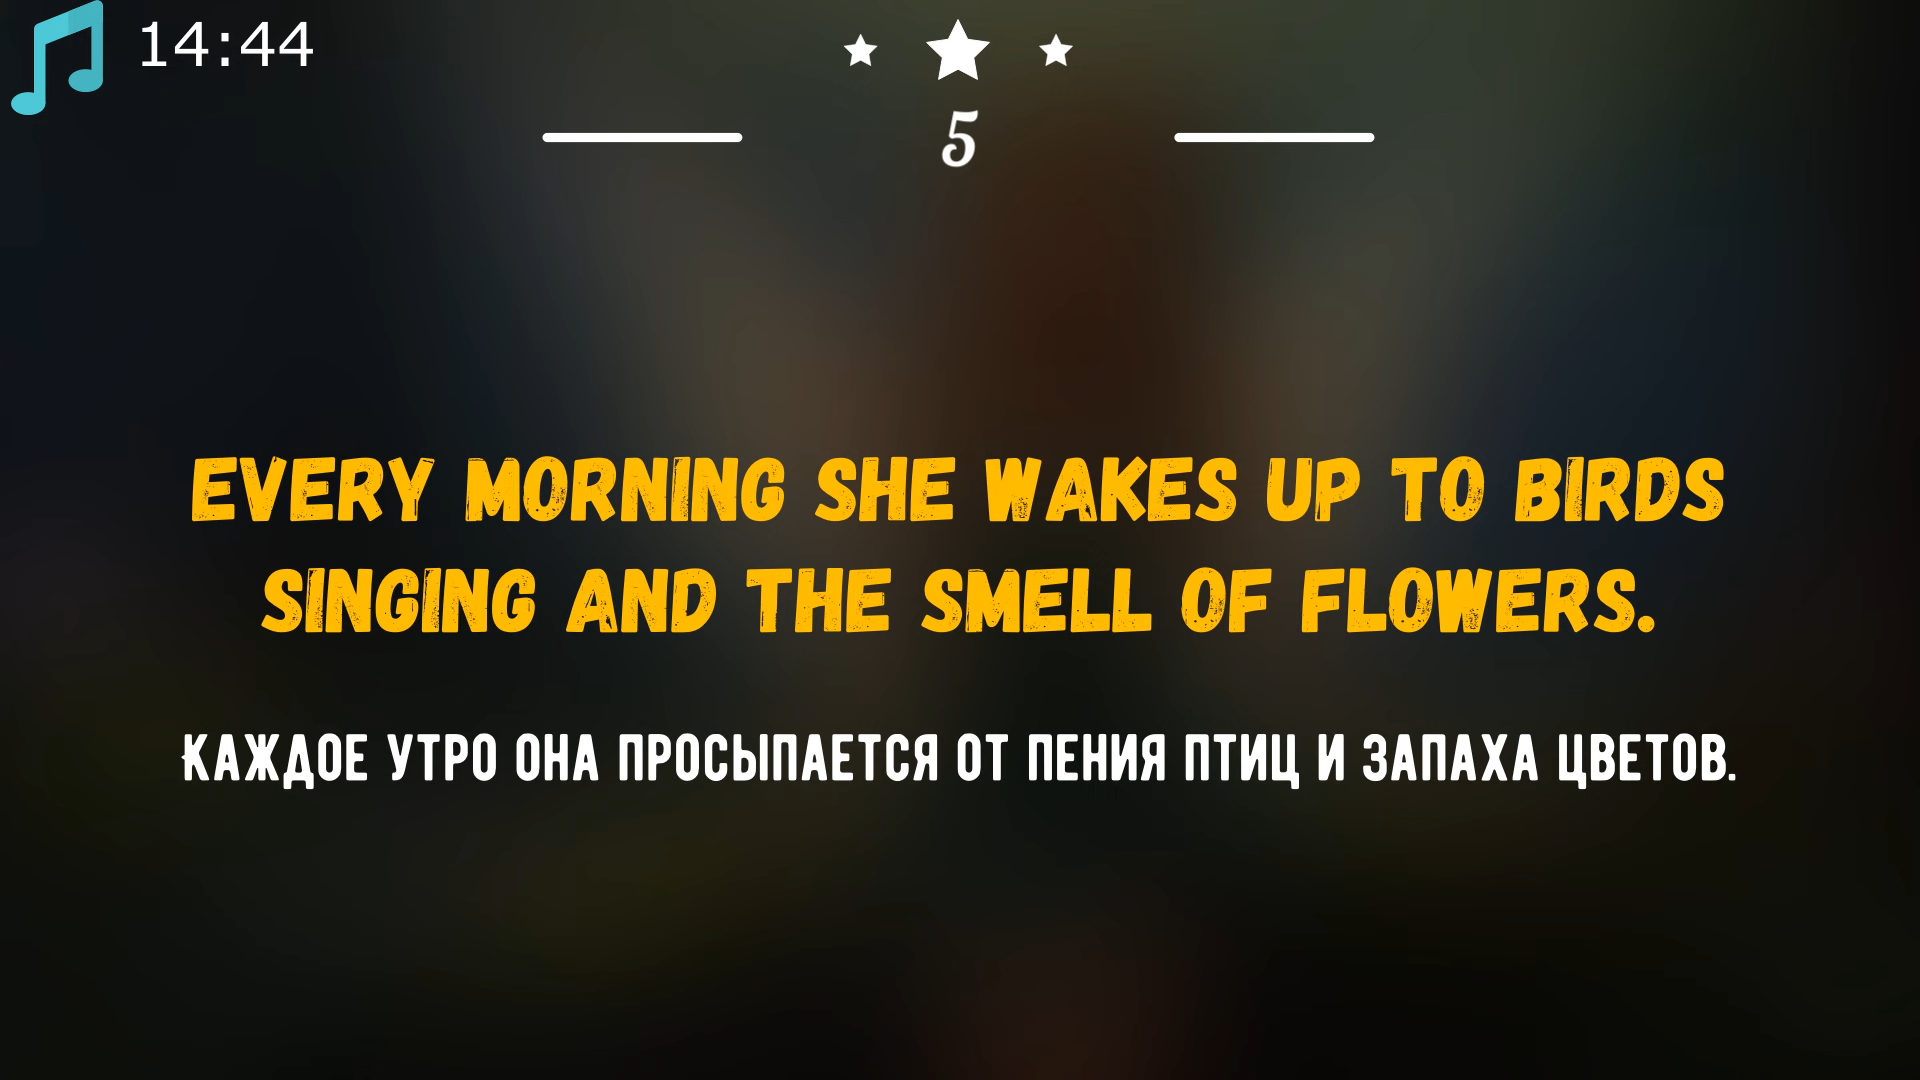 14:44
5
EVERY MORNING SHE WAKES UP TO BIRDS
SINGING AND THE SMELL OF FLOWERS.
КАЖДОЕ УТРО ОНА ПРОСЫПАЕТСЯ ОТ ПЕНИЯ ПТИЦ И ЗАПАХА ЦВЕТОВ.